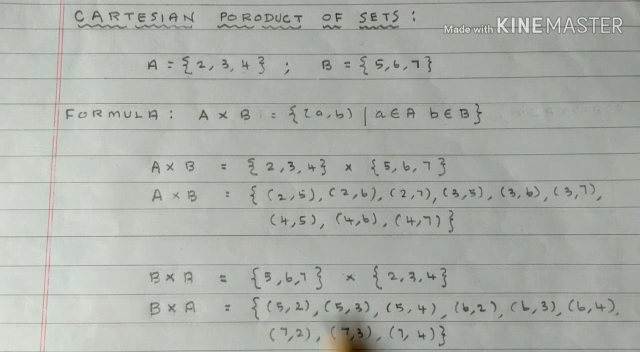 CARTESIAN PORODUCT OF SETS :
Made with KINEMASTER
A = {2, 3, 4} ; B = {5, 6, 7}
FORMULA : A × B = {(a, b) | a ∈ A b ∈ B}
A × B = {2, 3, 4} × {5, 6, 7}
A × B = {(2, 5), (2, 6), (2, 7), (3, 5), (3, 6), (3, 7),
(4, 5), (4, 6), (4, 7)}
B × A = {5, 6, 7} × {2, 3, 4}
B × A = {(5, 2), (5, 3), (5, 4), (6, 2), (6, 3), (6, 4),
(7, 2), (7, 3), (7, 4)}